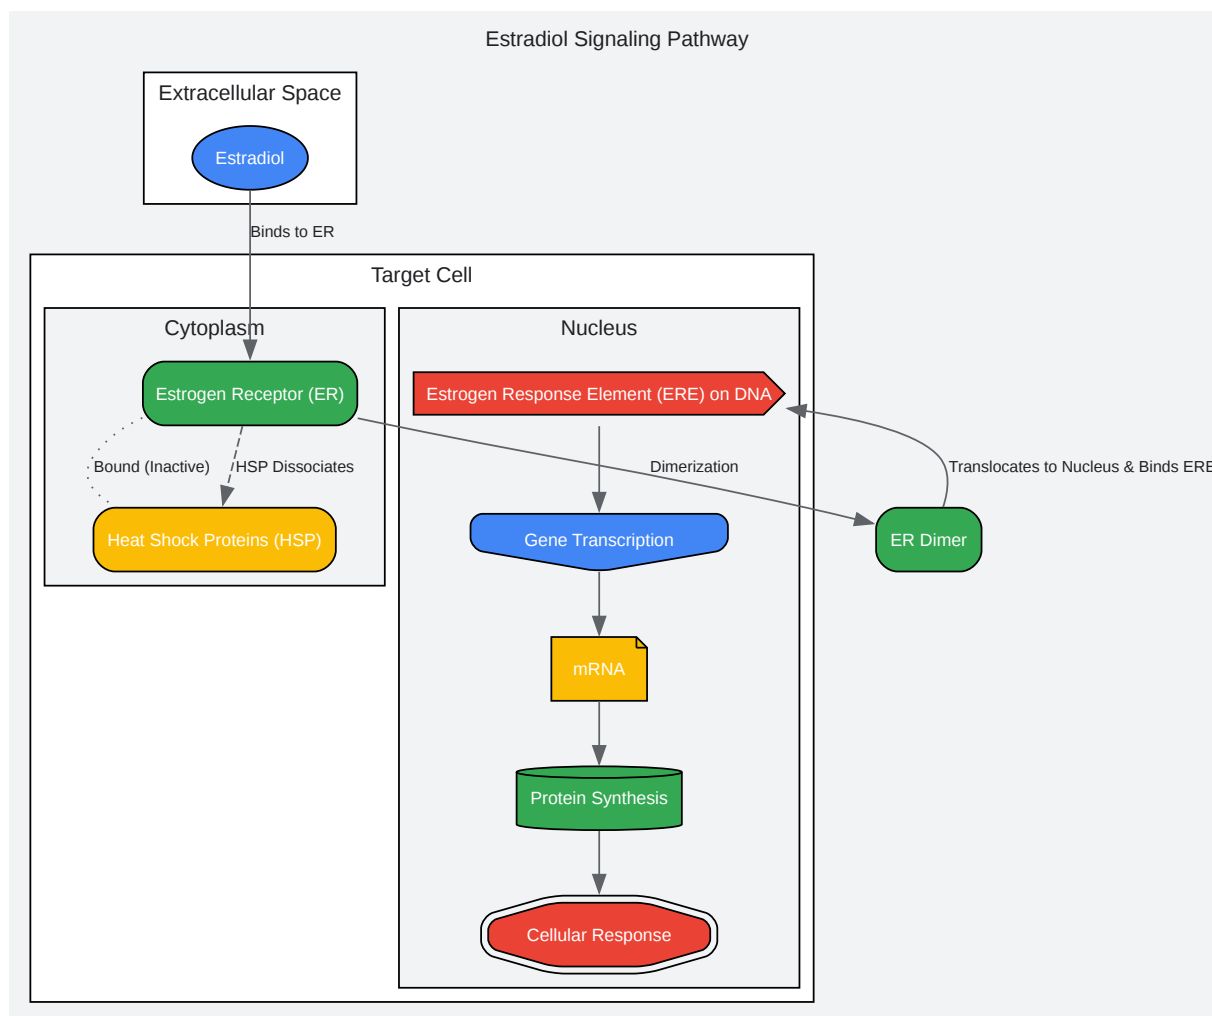 Estradiol Signaling Pathway
Extracellular Space
Estradiol
Binds to ER
Target Cell
Cytoplasm
Nucleus
Estrogen Receptor (ER)
Estrogen Response Element (ERE) on DNA
Bound (Inactive)
HSP Dissociates
Dimerization
Translocates to Nucleus & Binds ERE
Heat Shock Proteins (HSP)
Gene Transcription
ER Dimer
mRNA
Protein Synthesis
Cellular Response